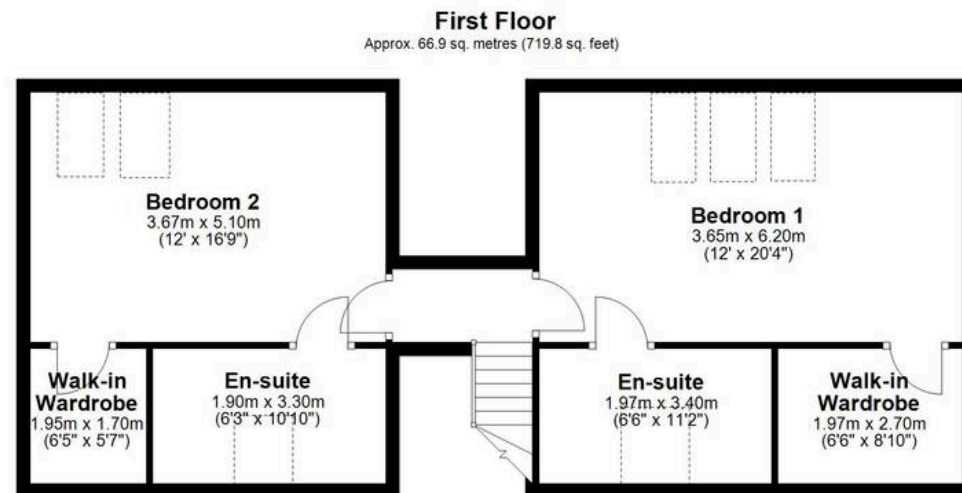 First Floor
Approx. 66.9 sq. metres (719.8 sq. feet)
Bedroom 2
3.67m x 5.10m
(12' x 16'9")
Bedroom 1
3.65m x 6.20m
(12' x 20'4")
Walk-in
Wardrobe
1.95m x 1.70m
(6'5" x 5'7")
En-suite
1.90m x 3.30m
(6'3" x 10'10")
En-suite
1.97m x 3.40m
(6'6" x 11'2")
Walk-in
Wardrobe
1.97m x 2.70m
(6'6" x 8'10")